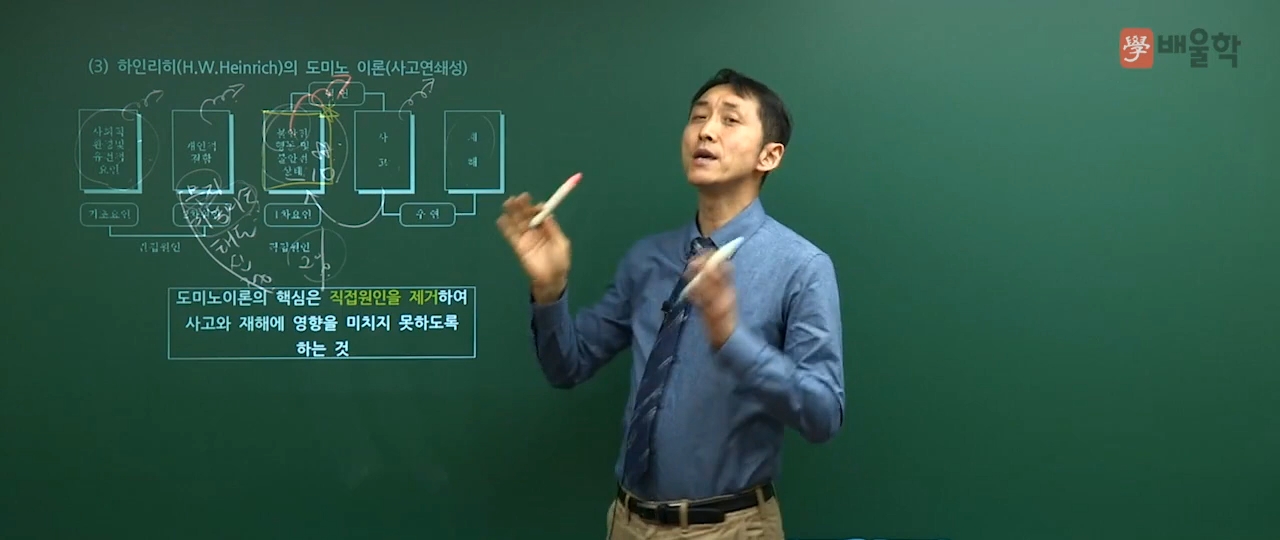 學 배울학
(3) 하인리히(H.W.Heinrich)의 도미노 이론(사고연쇄성)
사회적
환경및
유전적
요인
개인적
결함
불안전
행동 및
불안전
상태
사
고
재
해
기초요인
1차요인
우 연
간접원인
직접원인
도미노이론의 핵심은 직접원인을 제거하여
사고와 재해에 영향을 미치지 못하도록
하는 것